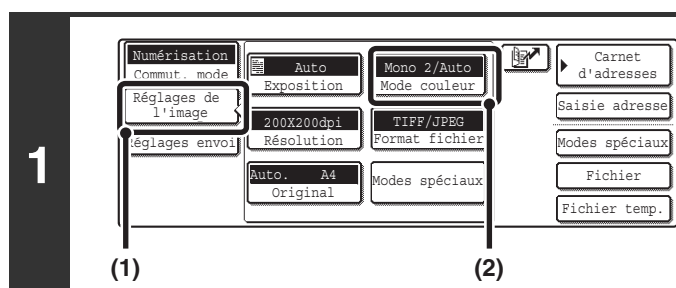 1
Numérisation
Commut. mode
Réglages de
l'image
Réglages envoi
Auto
Exposition
200X200dpi
Résolution
Auto. A4
Original
Mono 2/Auto
Mode couleur
TIFF/JPEG
Format fichier
Modes spéciaux
Carnet
d'adresses
Saisie adresse
Modes spéciaux
Fichier
Fichier temp.
(1)
(2)